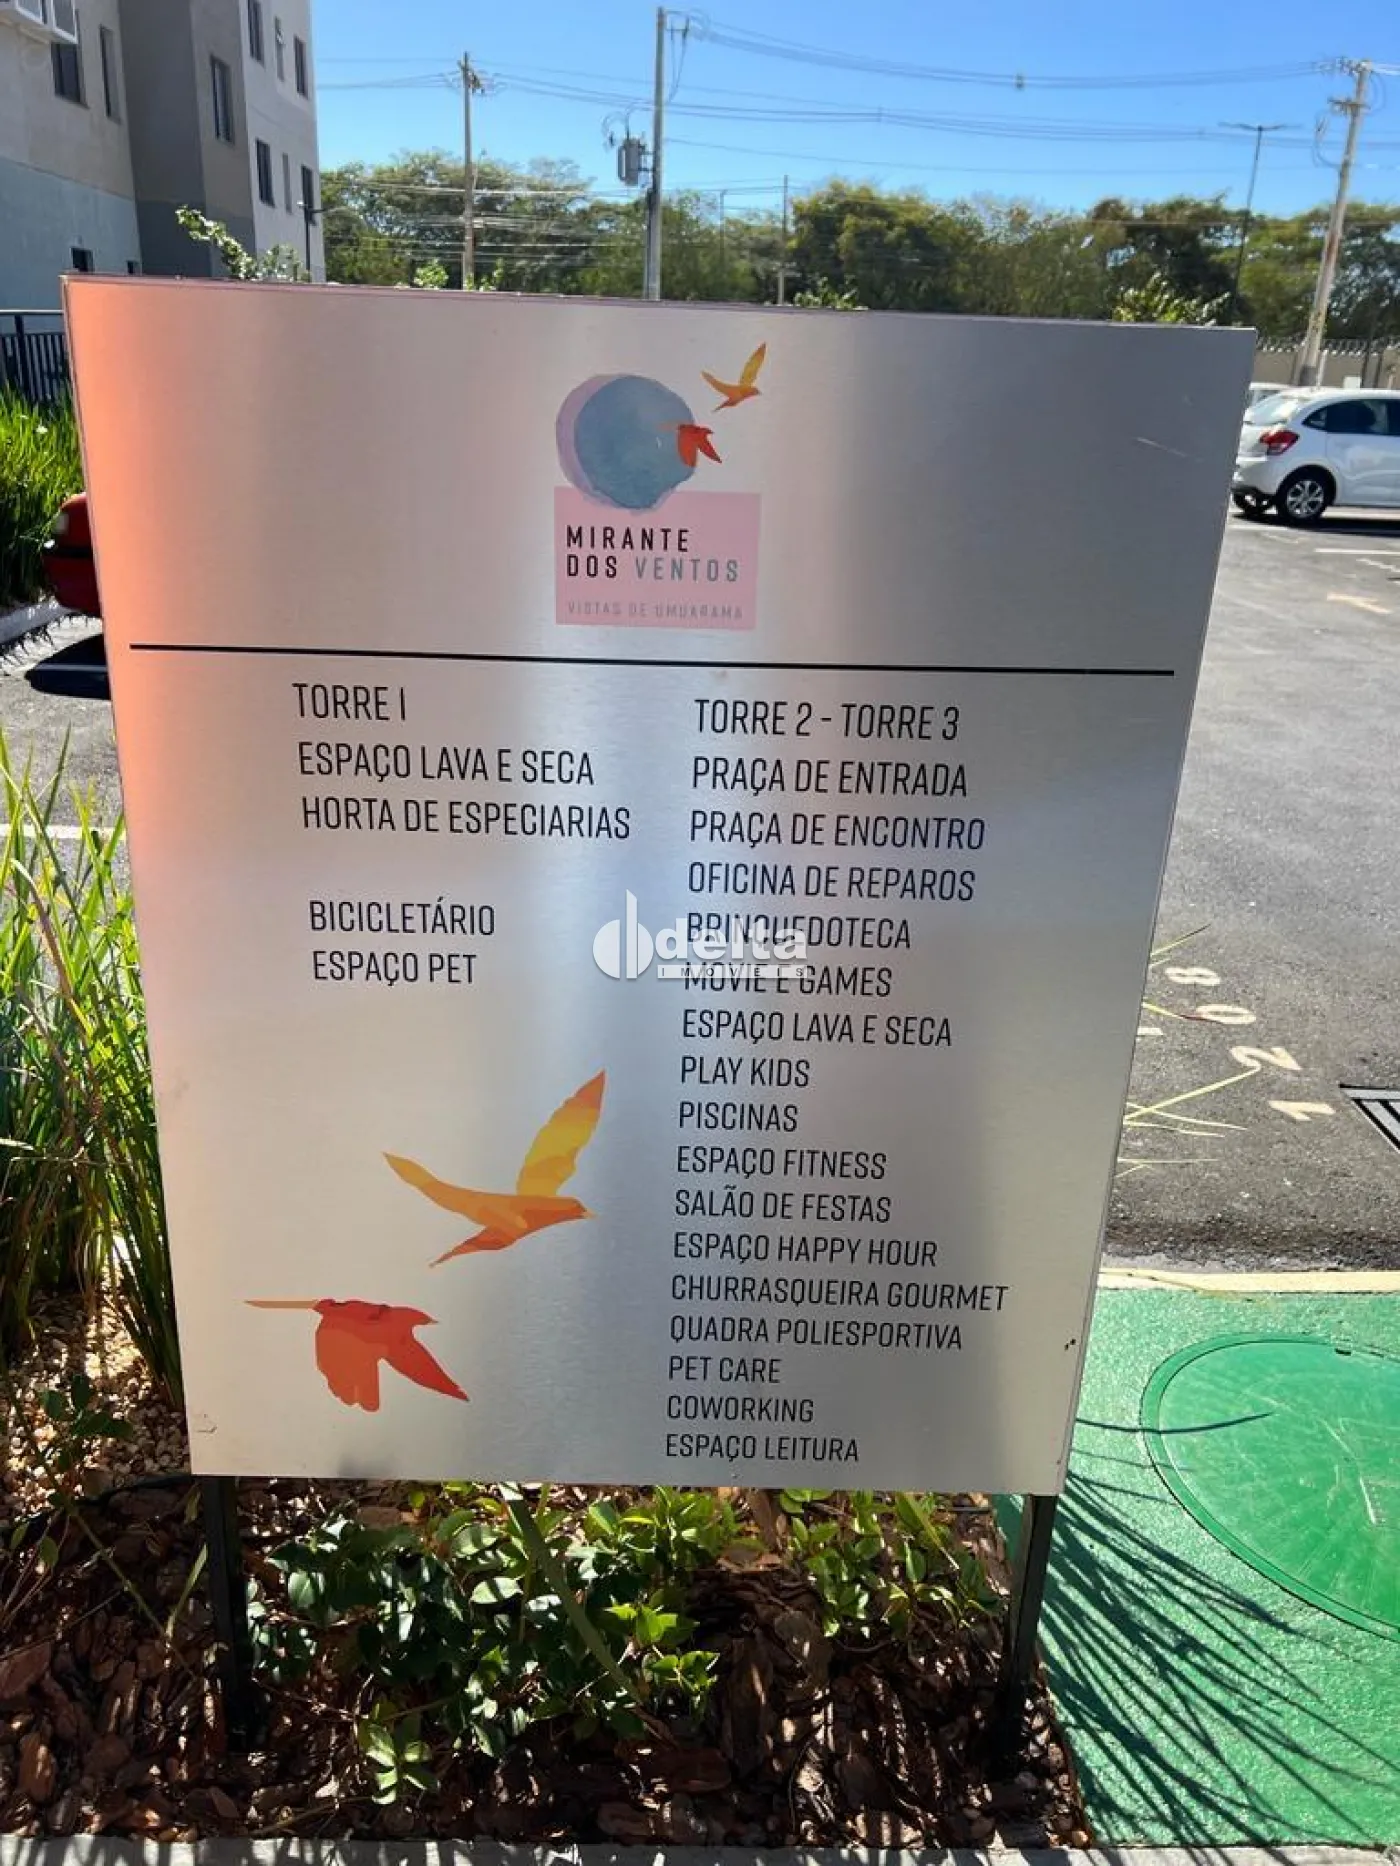 MIRANTE
DOS VENTOS
VISTAS DE UMUARAMA
TORRE 1
ESPAÇO LAVA E SECA
HORTA DE ESPECIARIAS
BICICLETÁRIO
ESPAÇO PET
TORRE 2 - TORRE 3
PRAÇA DE ENTRADA
PRAÇA DE ENCONTRO
OFICINA DE REPAROS
BRINQUEDOTECA
MOVIE E GAMES
ESPAÇO LAVA E SECA
PLAY KIDS
PISCINAS
ESPAÇO FITNESS
SALÃO DE FESTAS
ESPAÇO HAPPY HOUR
CHURRASQUEIRA GOURMET
QUADRA POLIESPORTIVA
PET CARE
COWORKING
ESPAÇO LEITURA
delta
IMÓVEIS
108
21